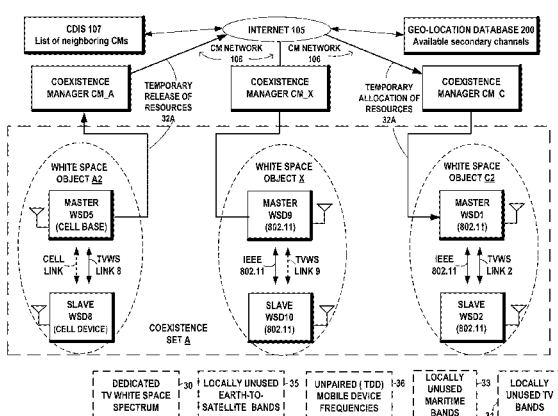 CDIS 107
List of neighboring CMs
INTERNET 105
GEO-LOCATION DATABASE 200
Available secondary channels
CM NETWORK
106
CM NETWORK
106
COEXISTENCE
MANAGER CM_A
TEMPORARY
RELEASE OF
RESOURCES
32A
COEXISTENCE
MANAGER CM_X
TEMPORARY
ALLOCATION OF
RESOURCES
32A
COEXISTENCE
MANAGER CM_C
WHITE SPACE
OBJECT A2
MASTER
WSD5
(CELL BASE)
CELL
LINK
TVWS
LINK 8
SLAVE
WSD8
(CELL DEVICE)
WHITE SPACE
OBJECT X
MASTER
WSD9
(802.11)
IEEE
802.11
TVWS
LINK 9
SLAVE
WSD10
(802.11)
WHITE SPACE
OBJECT C2
MASTER
WSD1
(802.11)
IEEE
802.11
TVWS
LINK 2
SLAVE
WSD2
(802.11)
COEXISTENCE
SET A
DEDICATED
TV WHITE SPACE
SPECTRUM
30
LOCALLY UNUSED
EARTH-TO-
SATELLITE BANDS
35
UNPAIRED (TDD)
MOBILE DEVICE
FREQUENCIES
36
LOCALLY
UNUSED
MARITIME
BANDS
33
LOCALLY
UNUSED TV
BANDS